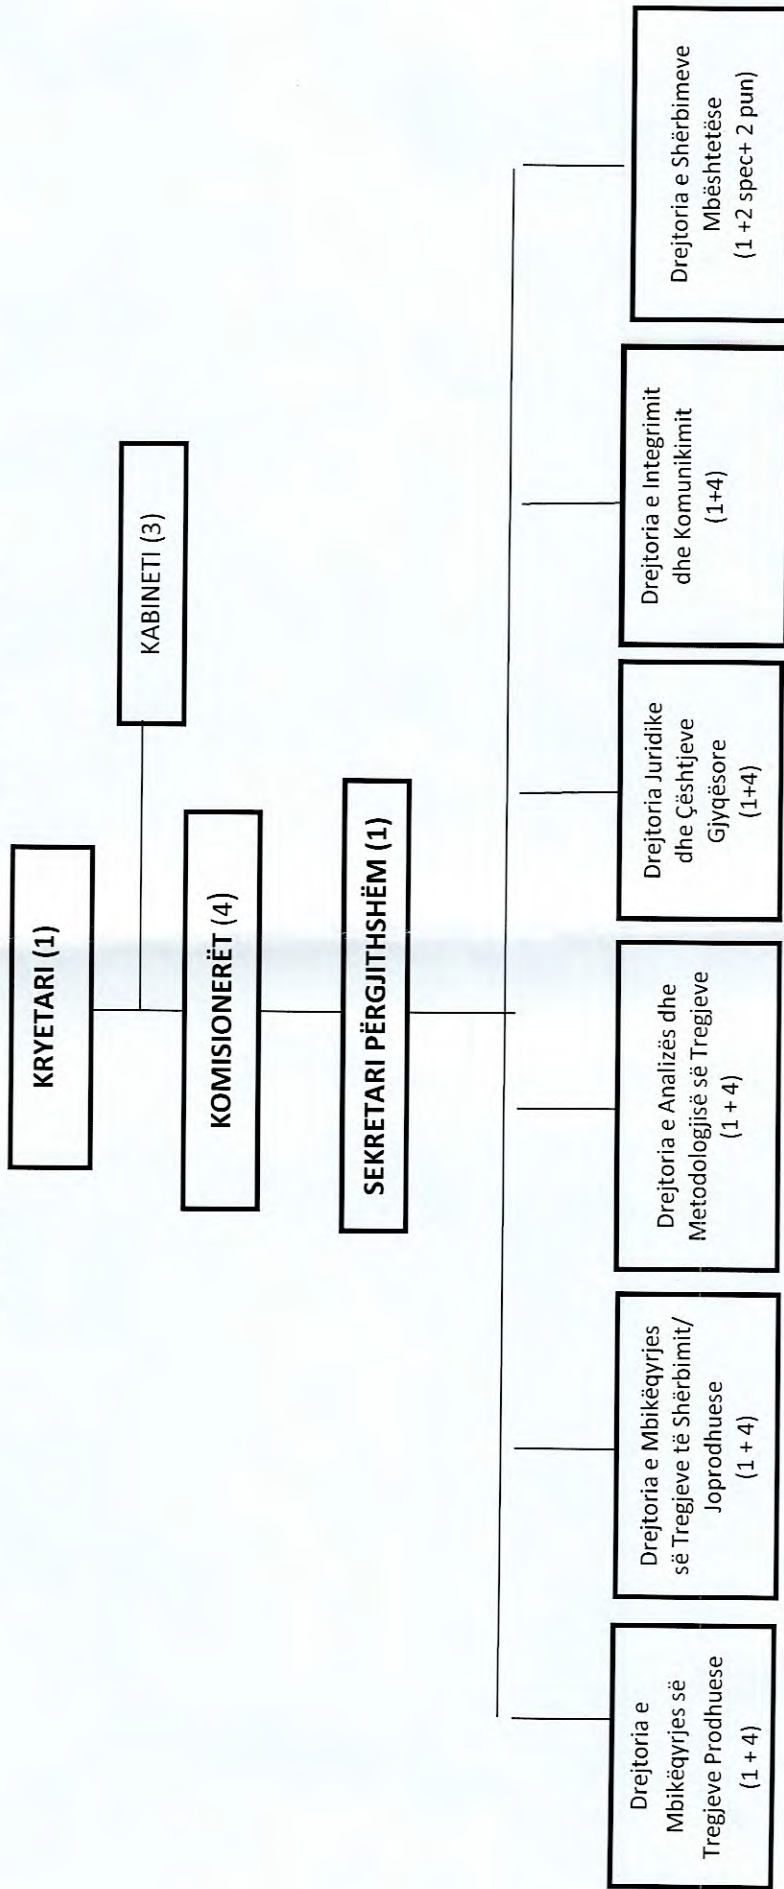 KRYETARI (1)
KABINETI (3)
KOMISIONERËT (4)
SEKRETARI PËRGJITHSHËM (1)
Drejtoria e
Mbikëqyrjes së
Tregjeve Prodhuese
(1 + 4)
Drejtoria e Mbikëqyrjes
së Tregjeve të Shërbimit/
Joprodhuese
(1 + 4)
Drejtoria e Analizës dhe
Metodologjisë së Tregjeve
(1 + 4)
Drejtoria Juridike
dhe Çështjeve
Gjyqësore
(1+4)
Drejtoria e Integrimit
dhe Komunikimit
(1+4)
Drejtoria e Shërbimeve
Mbështetëse
(1 +2 spec+ 2 pun)